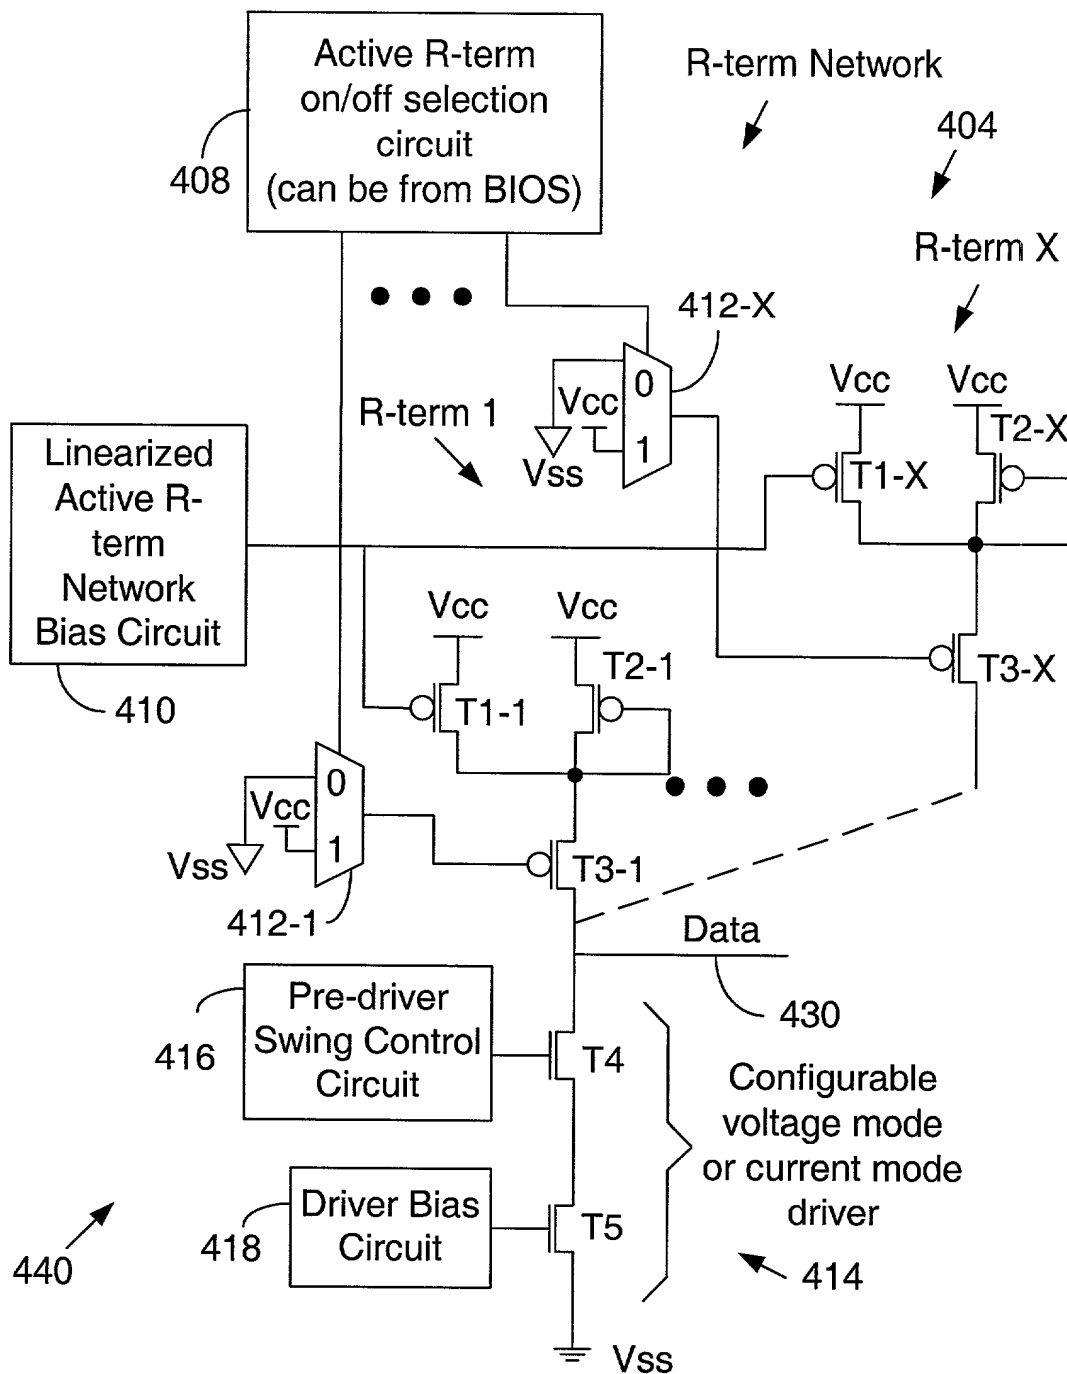 Active R-term
on/off selection
circuit
(can be from BIOS)
408
R-term Network
404
R-term X
412-X
0
Vcc
1
Vss
R-term 1
Vcc
Vcc
T2-X
T1-X
Linearized
Active R-
term
Network
Bias Circuit
410
Vcc
Vcc
T2-1
T1-1
T3-X
0
Vcc
1
Vss
412-1
T3-1
Data
430
Pre-driver
Swing Control
Circuit
416
T4
Configurable
voltage mode
or current mode
driver
414
Driver Bias
Circuit
418
T5
440
Vss